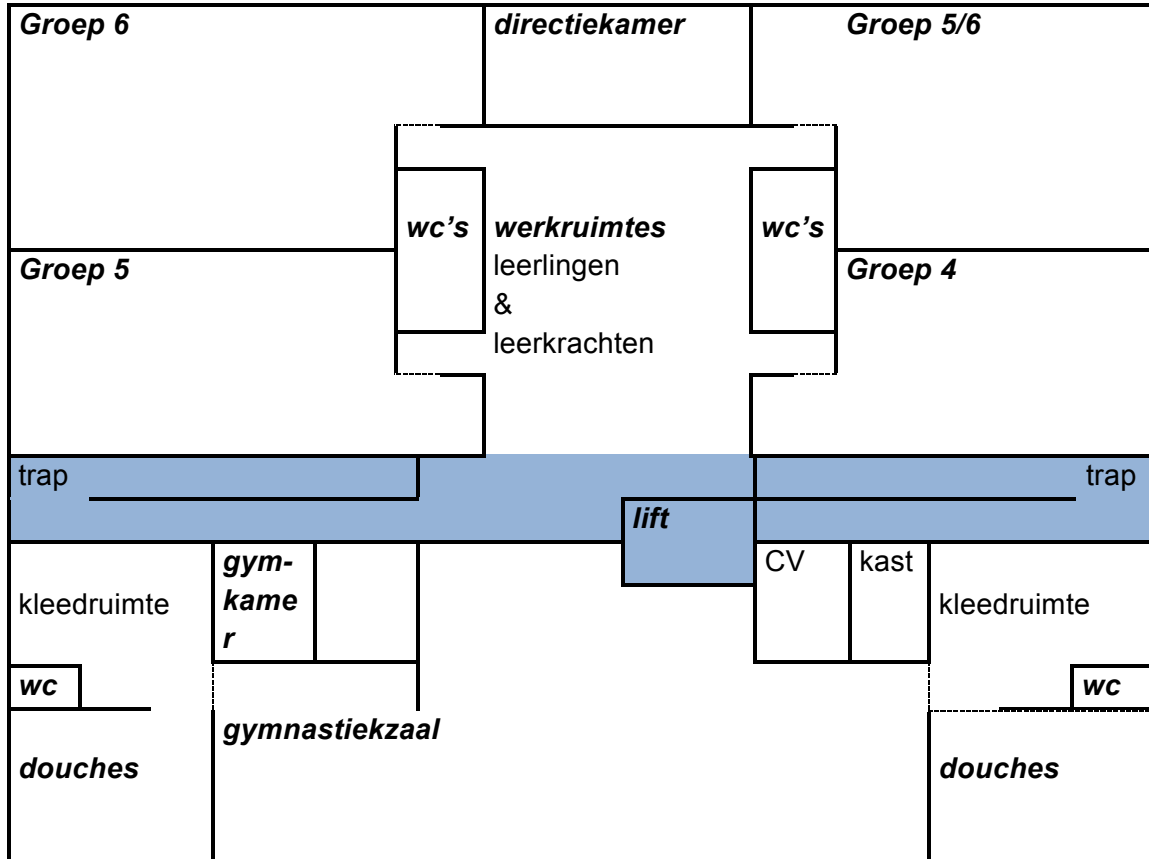 Groep 6
directiekamer
Groep 5/6
wc's
werkruimtes
leerlingen
&
leerkrachten
wc's
Groep 5
Groep 4
trap
trap
lift
kleedruimte
gym-
kame
r
CV
kast
kleedruimte
wc
wc
gymnastiekzaal
douches
douches